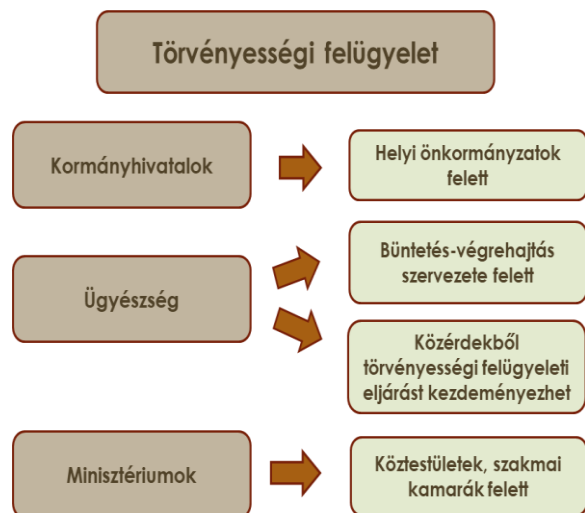 Törvényességi felügyelet
Kormányhivatalok
Helyi önkormányzatok
felett
Ügyészség
Büntetés-végrehajtás
szervezete felett
Közérdekből
törvényességi felügyeleti
eljárást kezdeményezhet
Minisztériumok
Köztestületek, szakmai
kamarák felett